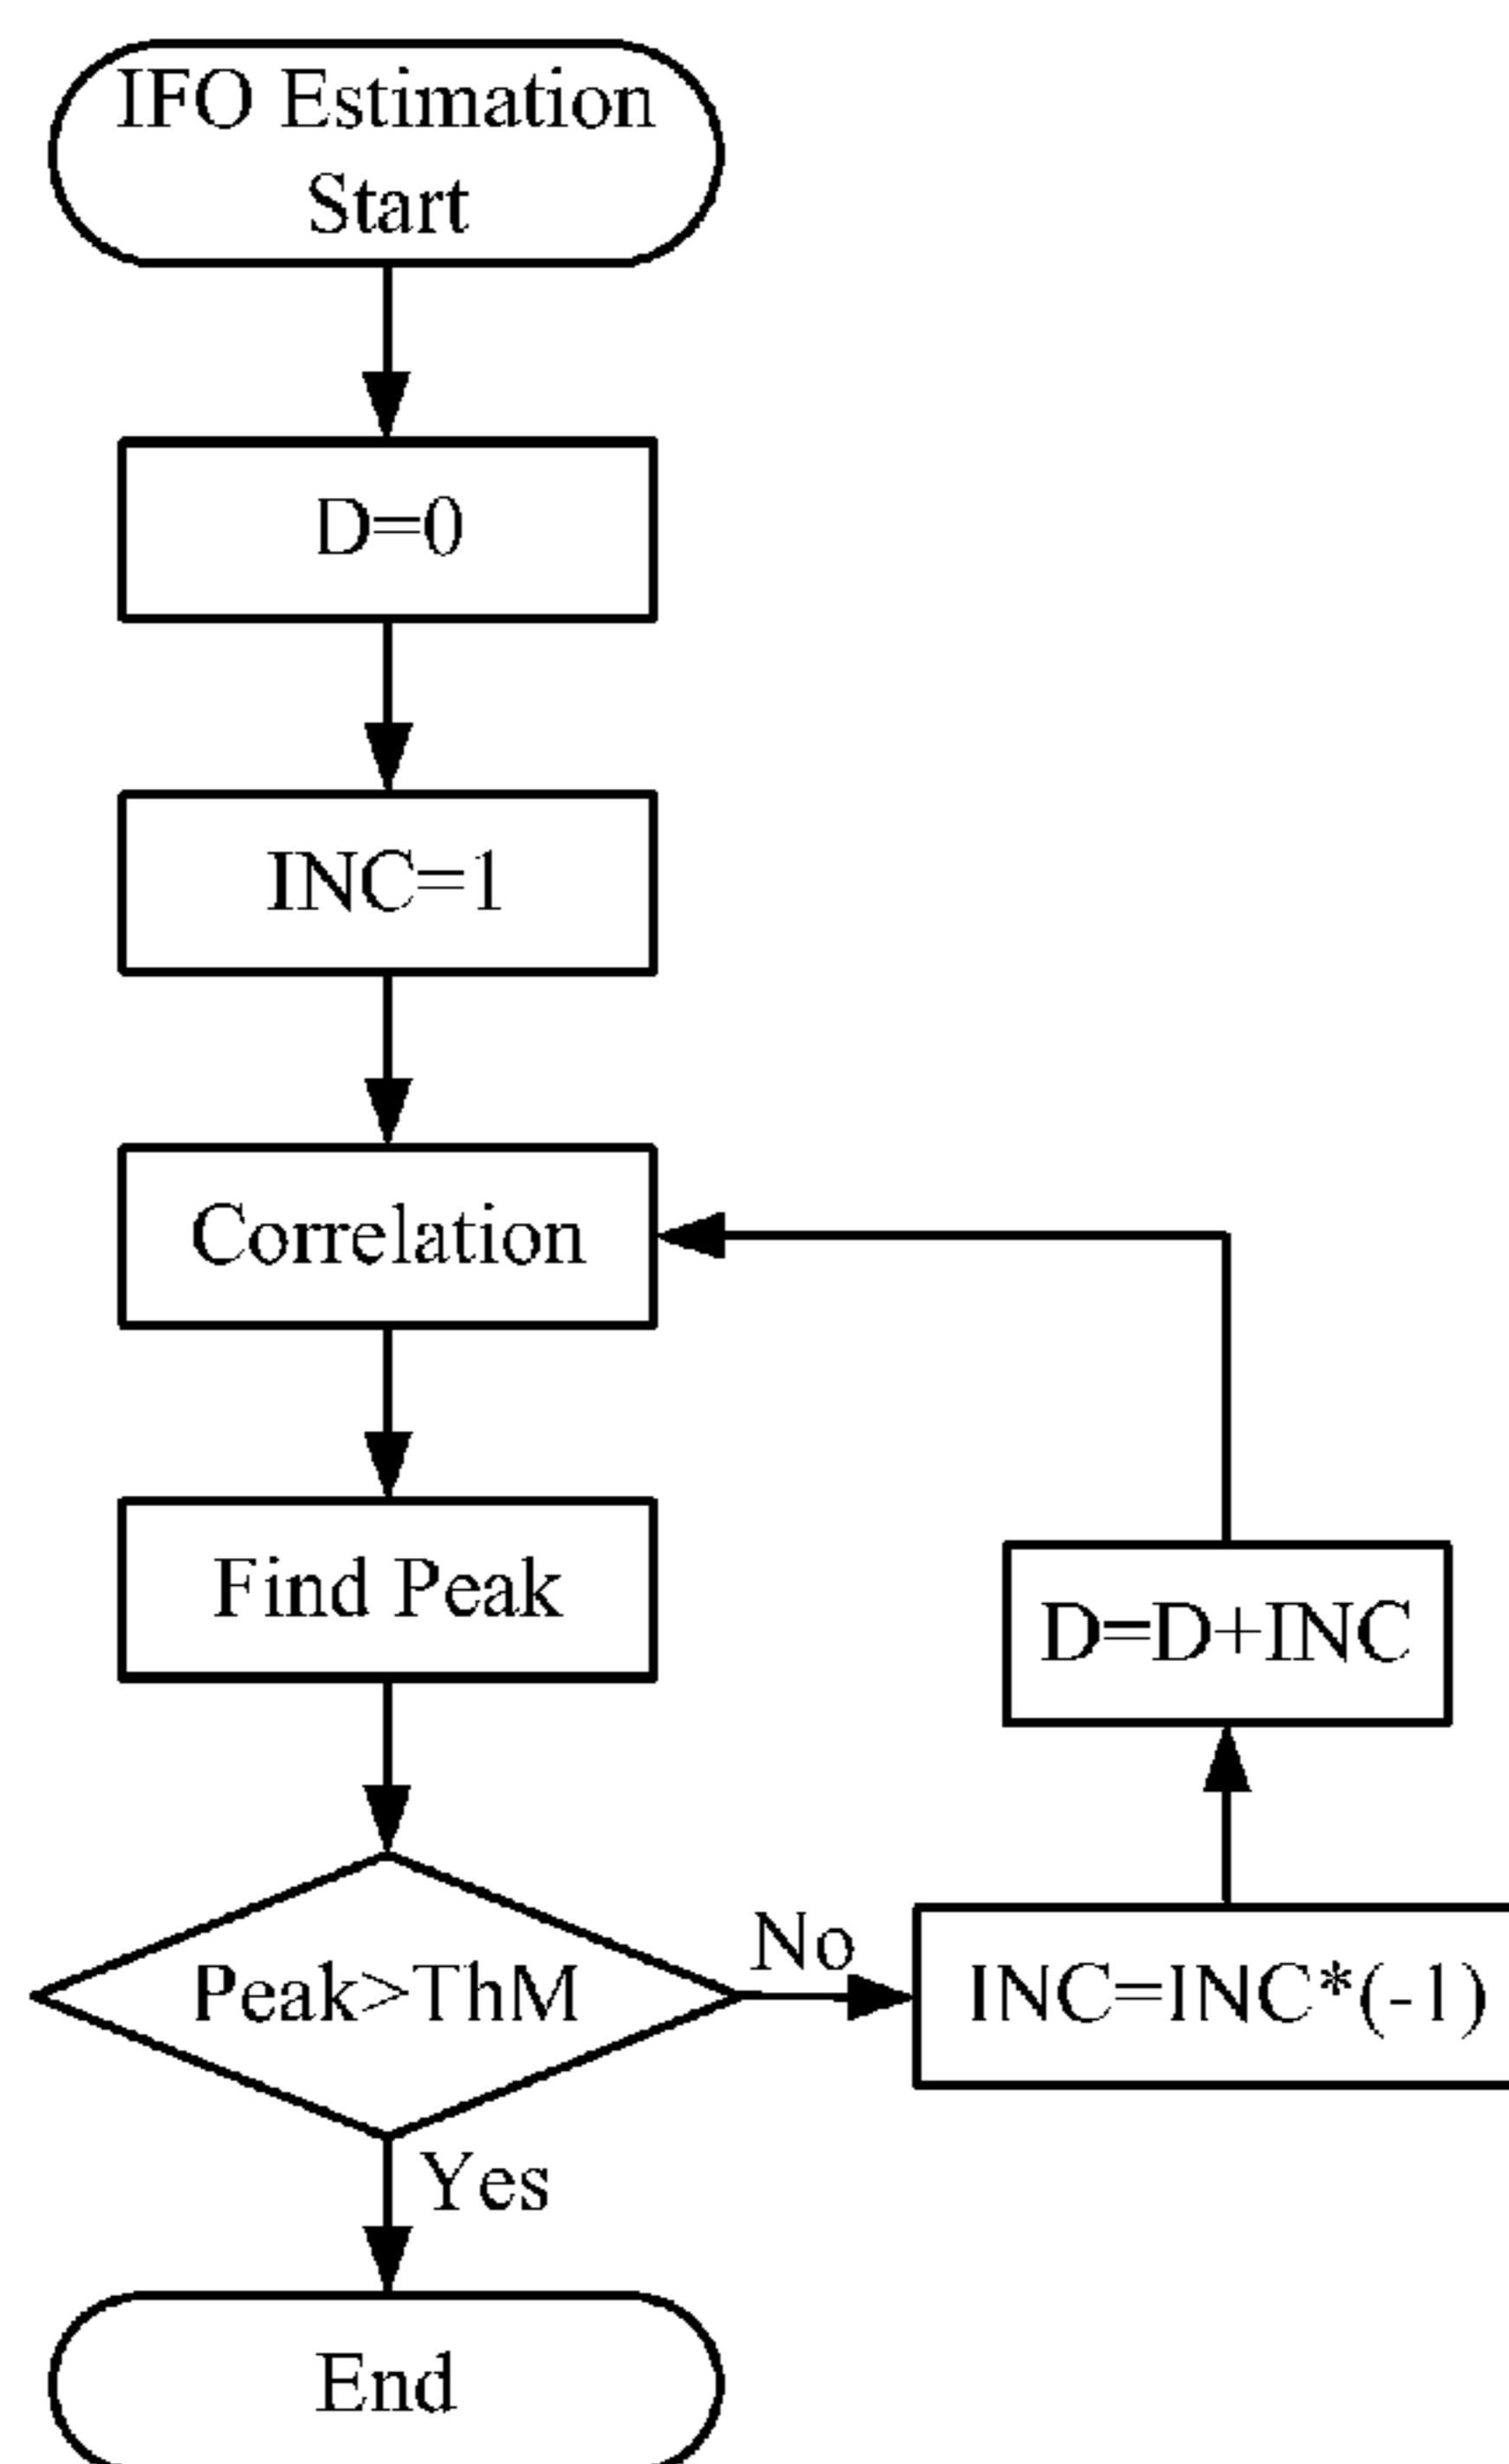 IFO Estimation
Start
D=0
INC=1
Correlation
Find Peak
D=D+INC
Peak>ThM
No
INC=INC*(-1)
Yes
End